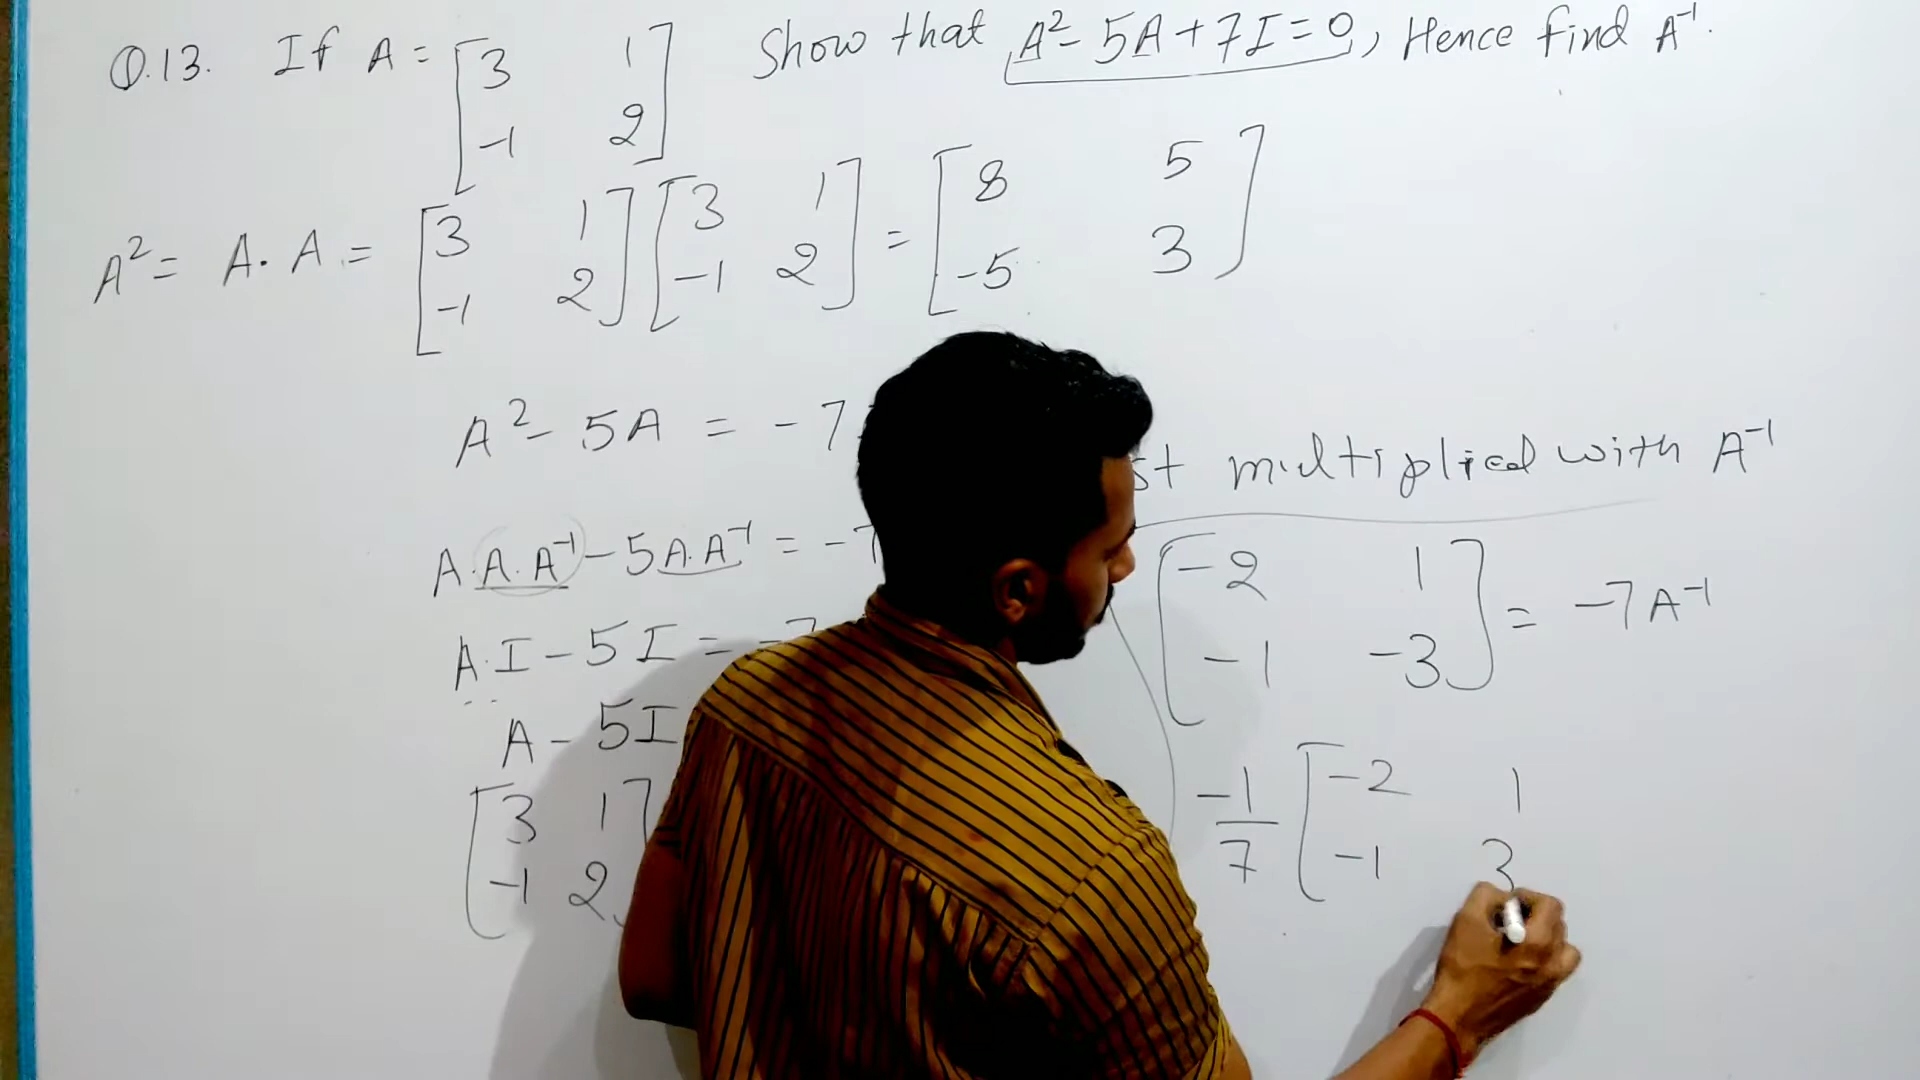 Q.13. If A = [3 1 Show that A²- 5A + 7I = 0, Hence find A⁻¹.
-1 2]
A² = A. A = [3 1 [3 1 = [8 5
-1 2] -1 2] -5 3]
A² - 5A = -7
st multiplied with A⁻¹
A.A.A⁻¹ - 5A.A⁻¹ = -7
A.I - 5I = -7
A - 5I
[3 1
-1 2]
[-2 1 = -7A⁻¹
-1 -3]
-1/7 [-2 1
-1 3